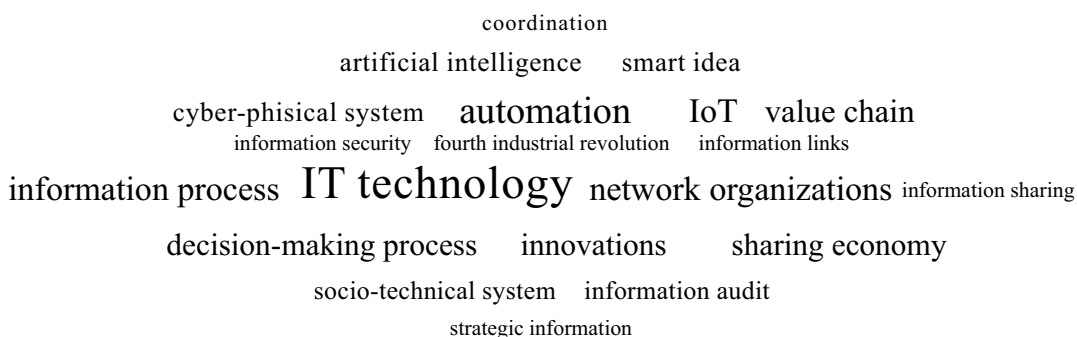 coordination
artificial intelligence smart idea
cyber-phisical system automation IoT value chain
information security fourth industrial revolution information links
information process IT technology network organizations information sharing
decision-making process innovations sharing economy
socio-technical system information audit
strategic information